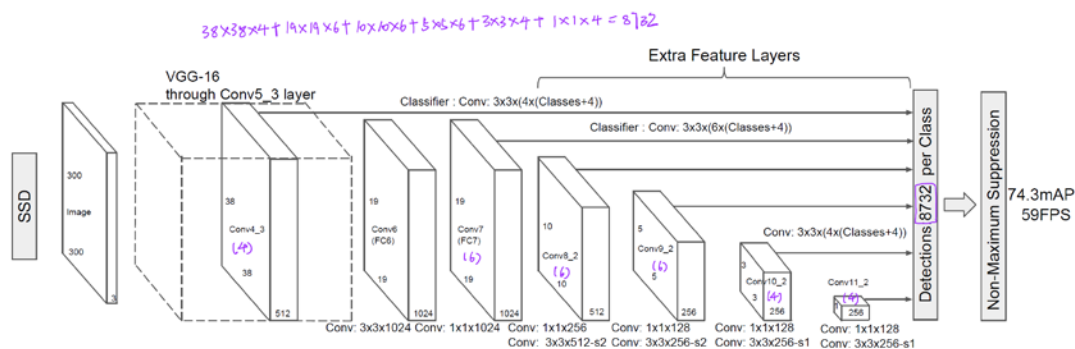 38×38×4 + 19×19×6 + 10×10×6 + 5×5×6 + 3×3×4 + 1×1×4 = 8732
Extra Feature Layers
VGG-16
through Conv5_3 layer
Classifier : Conv: 3x3x(4x(Classes+4))
Classifier : Conv: 3x3x(6x(Classes+4))
SSD
300
Image
300
3
38
Conv4_3
(4)
38
512
19
Conv6
(FC6)
19
1024
19
Conv7
(FC7)
(6)
19
1024
10
Conv8_2
(6)
10
512
5
Conv9_2
(6)
5
256
Conv: 3x3x(4x(Classes+4))
3
Conv10_2
(4)
3
256
Conv11_2
(4)
1
256
Detections: 8732 per Class
Non-Maximum Suppression
74.3mAP
59FPS
Conv: 3x3x1024
Conv: 1x1x1024
Conv: 1x1x256
Conv: 3x3x512-s2
Conv: 1x1x128
Conv: 3x3x256-s2
Conv: 1x1x128
Conv: 3x3x256-s1
Conv: 1x1x128
Conv: 3x3x256-s1